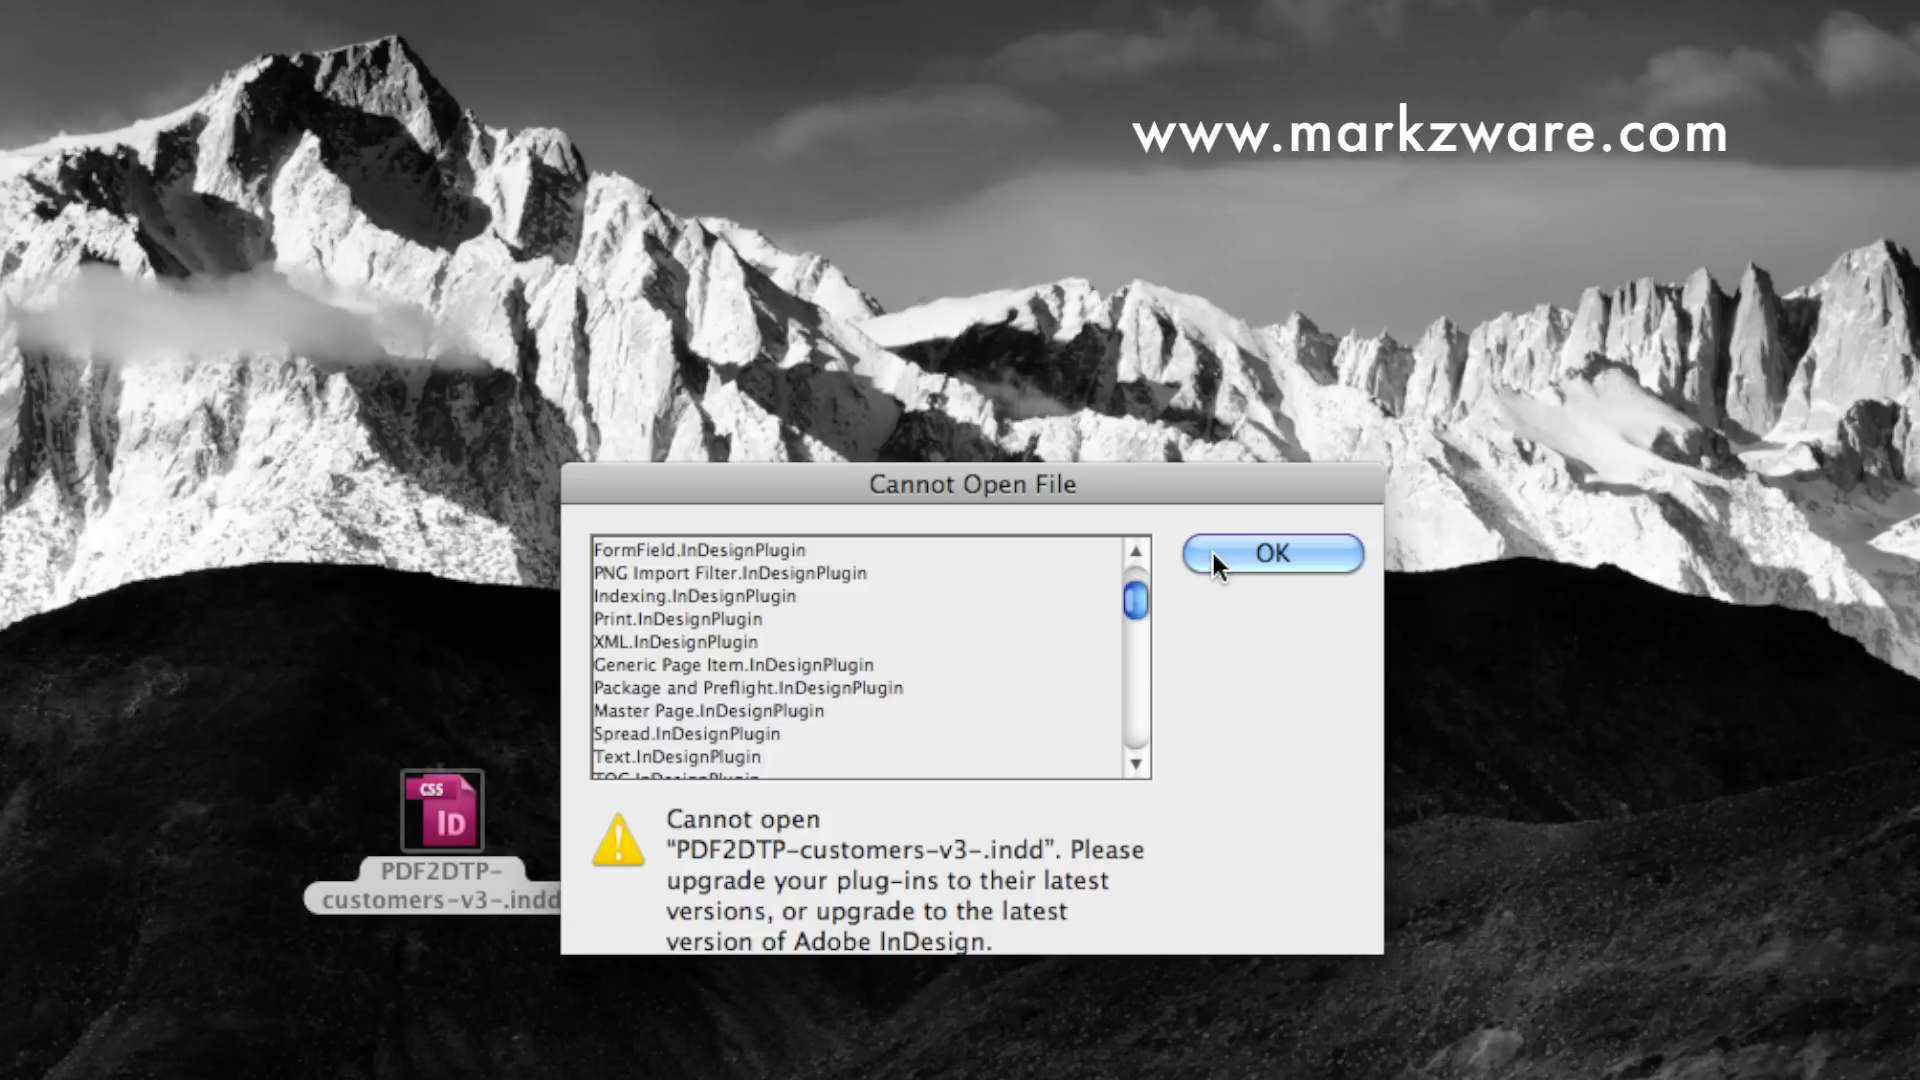 www.markzware.com
Cannot Open File
FormField.InDesignPlugin
PNG Import Filter.InDesignPlugin
Indexing.InDesignPlugin
Print.InDesignPlugin
XML.InDesignPlugin
Generic Page Item.InDesignPlugin
Package and Preflight.InDesignPlugin
Master Page.InDesignPlugin
Spread.InDesignPlugin
Text.InDesignPlugin
TOC.InDesignPlugin
OK
Cannot open
“PDF2DTP-customers-v3-.indd”. Please
upgrade your plug-ins to their latest
versions, or upgrade to the latest
version of Adobe InDesign.
CS5
ID
PDF2DTP-
customers-v3-.indd